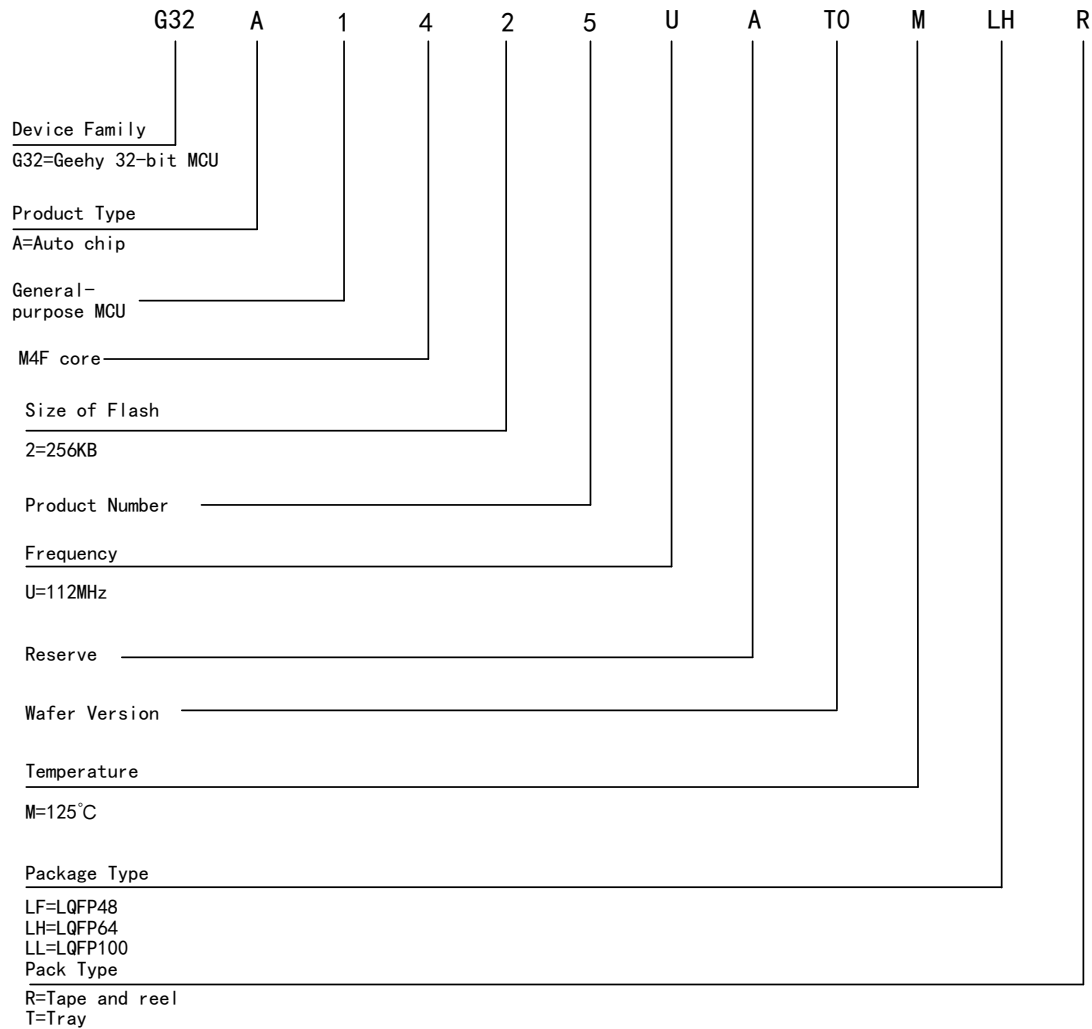 G32 A 1 4 2 5 U A T0 M LH R
Device Family
G32=Geehy 32-bit MCU
Product Type
A=Auto chip
General-
purpose MCU
M4F core
Size of Flash
2=256KB
Product Number
Frequency
U=112MHz
Reserve
Wafer Version
Temperature
M=125℃
Package Type
LF=LQFP48
LH=LQFP64
LL=LQFP100
Pack Type
R=Tape and reel
T=Tray